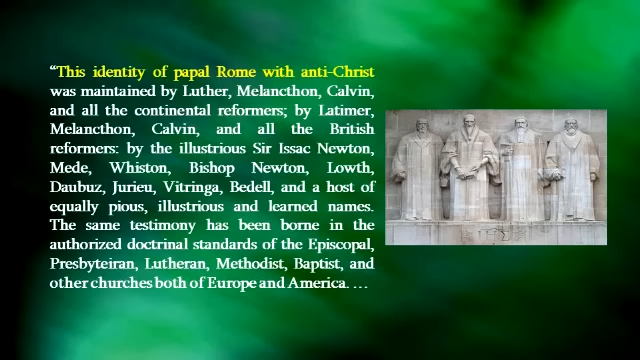 “This identity of papal Rome with anti-Christ
was maintained by Luther, Melancthon, Calvin,
and all the continental reformers; by Latimer,
Melancthon, Calvin, and all the British
reformers: by the illustrious Sir Issac Newton,
Mede, Whiston, Bishop Newton, Lowth,
Daubuz, Jurieu, Vitringa, Bedell, and a host of
equally pious, illustrious and learned names.
The same testimony has been borne in the
authorized doctrinal standards of the Episcopal,
Presbyteiran, Lutheran, Methodist, Baptist, and
other churches both of Europe and America. …